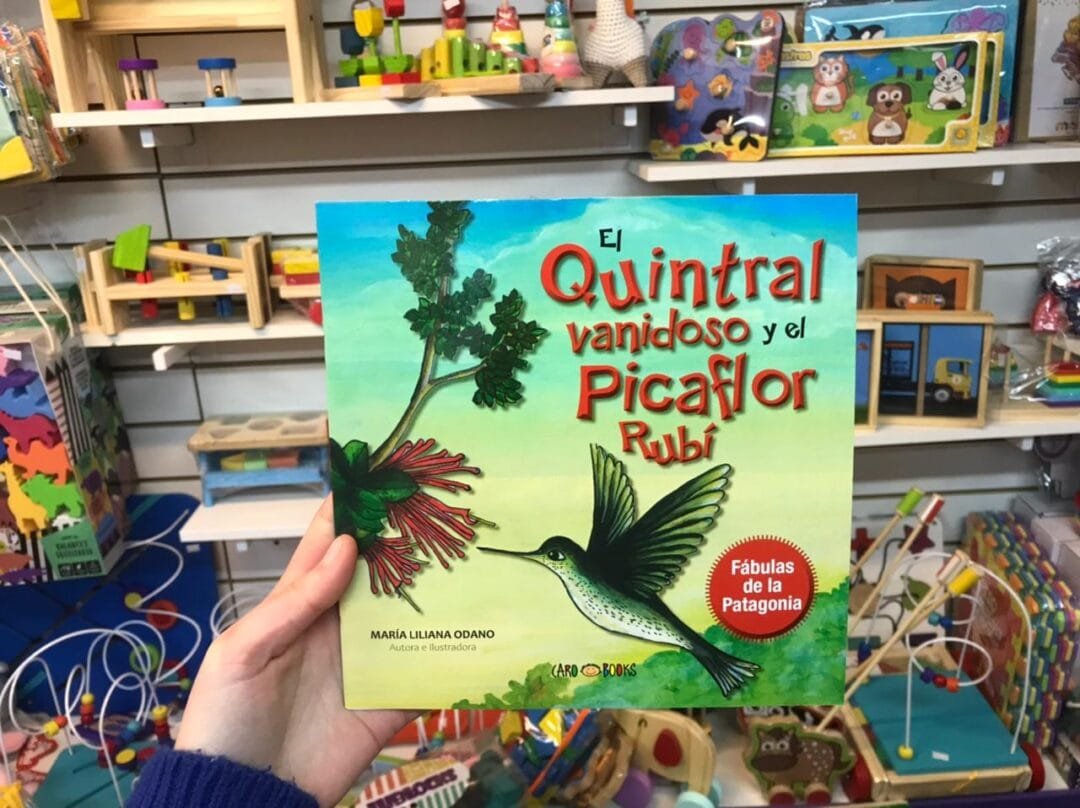 El
Quintral
vanidoso y el
Picaflor
Rubí
Fábulas
de la
Patagonia
MARÍA LILIANA ODANO
Autora e Ilustradora
CARO BOOKS